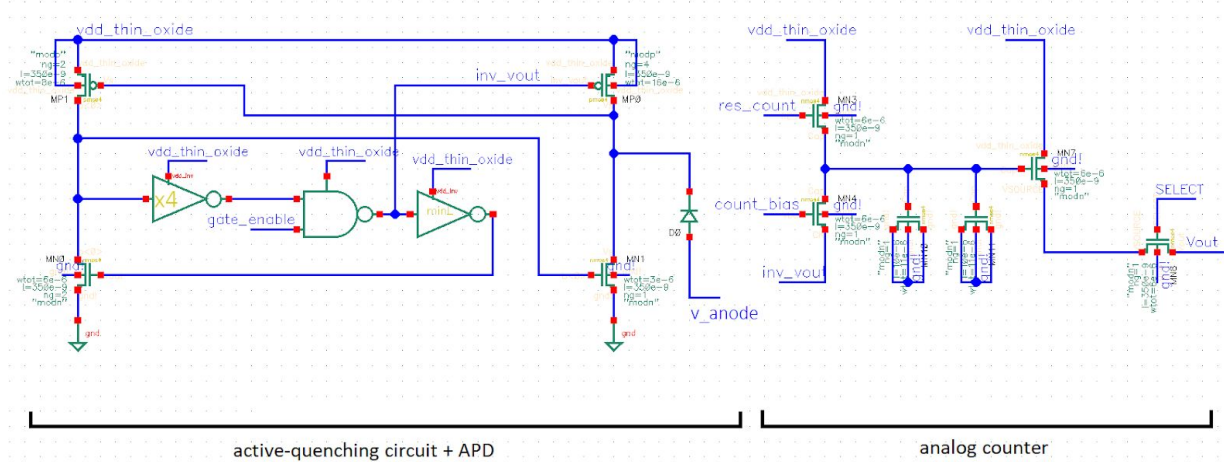 vdd_thin_oxide
"modp"
ng=2
l=350e-9
wtot=8e-6
MP1
inv_vout
"modp"
ng=4
l=350e-9
wtot=16e-6
MP0
vdd_thin_oxide
x4
vdd_thin_oxide
vdd_thin_oxide
gate_enable
gnd!
wtot=6e-6
l=350e-9
"modn"
MN0
gnd
gnd!
wtot=3e-6
l=350e-9
ng=1
"modn"
MN1
gnd
D0
v_anode
vdd_thin_oxide
res_count
MN3
gnd!
wtot=6e-6
l=350e-9
ng=1
"modn"
count_bias
MN4
gnd!
wtot=6e-6
l=350e-9
ng=1
"modn"
inv_vout
vdd_thin_oxide
MN7
gnd!
wtot=6e-6
l=350e-9
ng=1
"modn"
SELECT
Vout
gnd!
active-quenching circuit + APD
analog counter